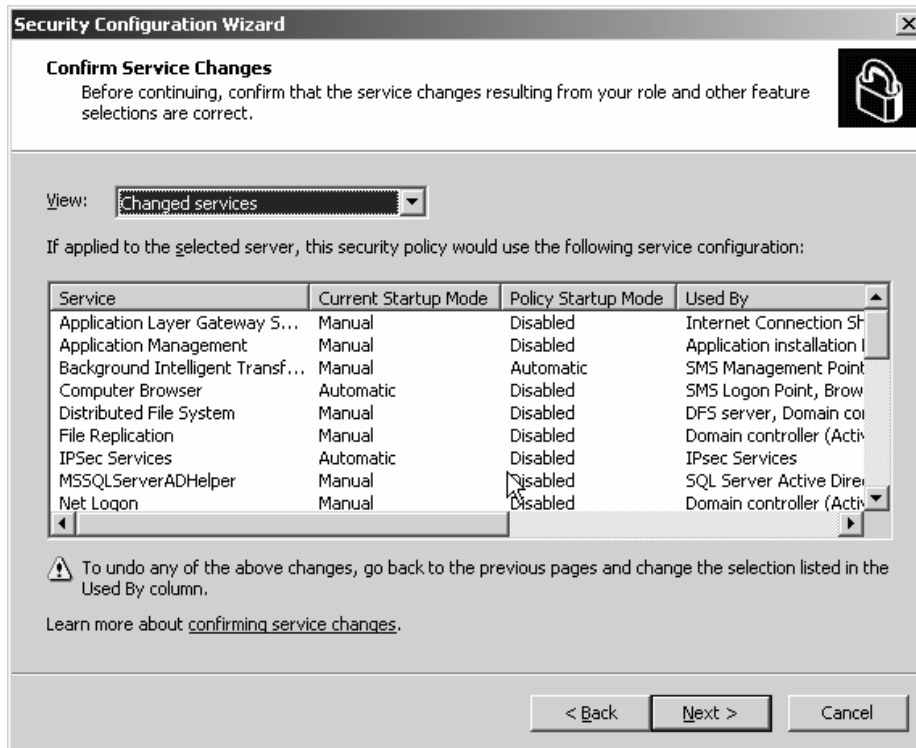 Security Configuration Wizard
Confirm Service Changes
Before continuing, confirm that the service changes resulting from your role and other feature
selections are correct.
View: Changed services
If applied to the selected server, this security policy would use the following service configuration:
Service Current Startup Mode Policy Startup Mode Used By
Application Layer Gateway S... Manual Disabled Internet Connection Sh
Application Management Manual Disabled Application installation
Background Intelligent Transf... Manual Automatic SMS Management Point
Computer Browser Automatic Disabled SMS Logon Point, Brow
Distributed File System Manual Disabled DFS server, Domain co
File Replication Manual Disabled Domain controller (Activ
IPSec Services Automatic Disabled IPsec Services
MSSQLServerADHelper Manual Disabled SQL Server Active Dire
Net Logon Manual Disabled Domain controller (Activ
To undo any of the above changes, go back to the previous pages and change the selection listed in the
Used By column.
Learn more about confirming service changes.
< Back Next > Cancel